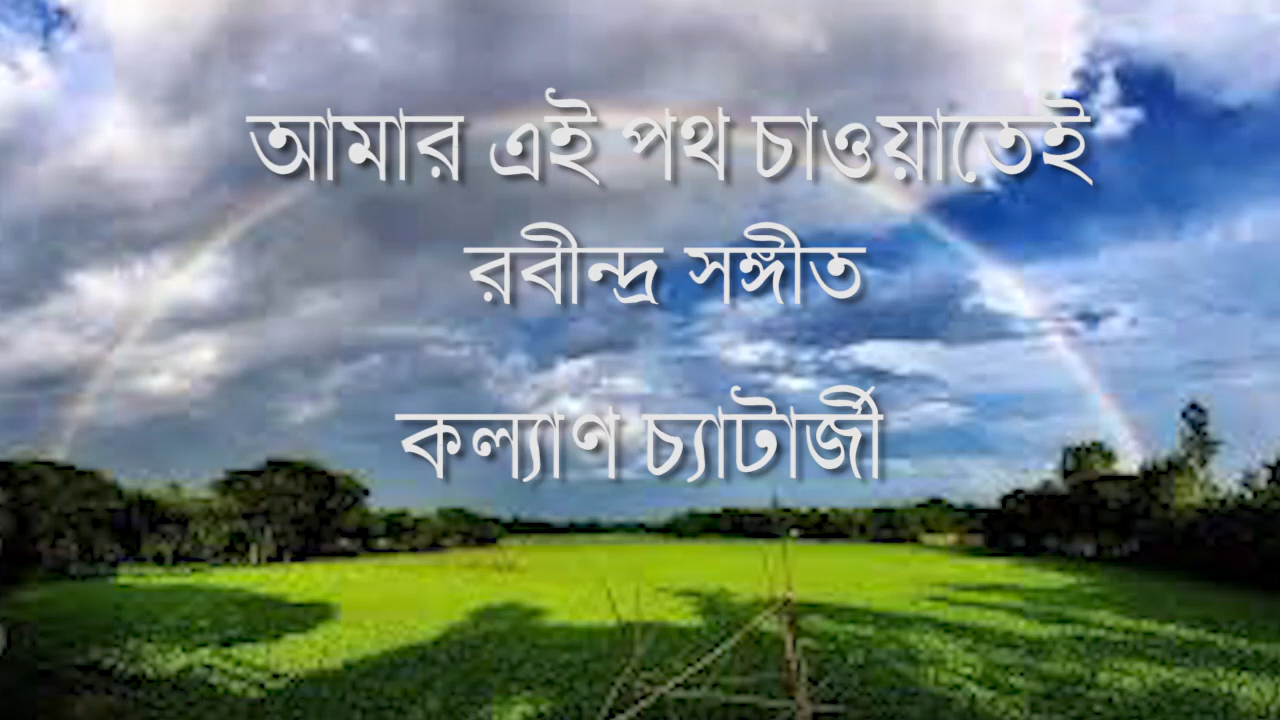 আমার এই পথ চাওয়াতেই
রবীন্দ্র সঙ্গীত
কল্যাণ চ্যাটার্জী